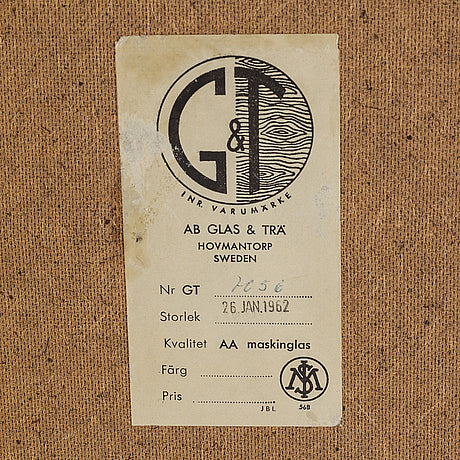 G&T
INR. VARUMÄRKE
AB GLAS & TRÄ
HOVMANTORP
SWEDEN
Nr GT 7056
Storlek 26 JAN. 1962
Kvalitet AA maskinglas
Färg
Pris
JBL 568